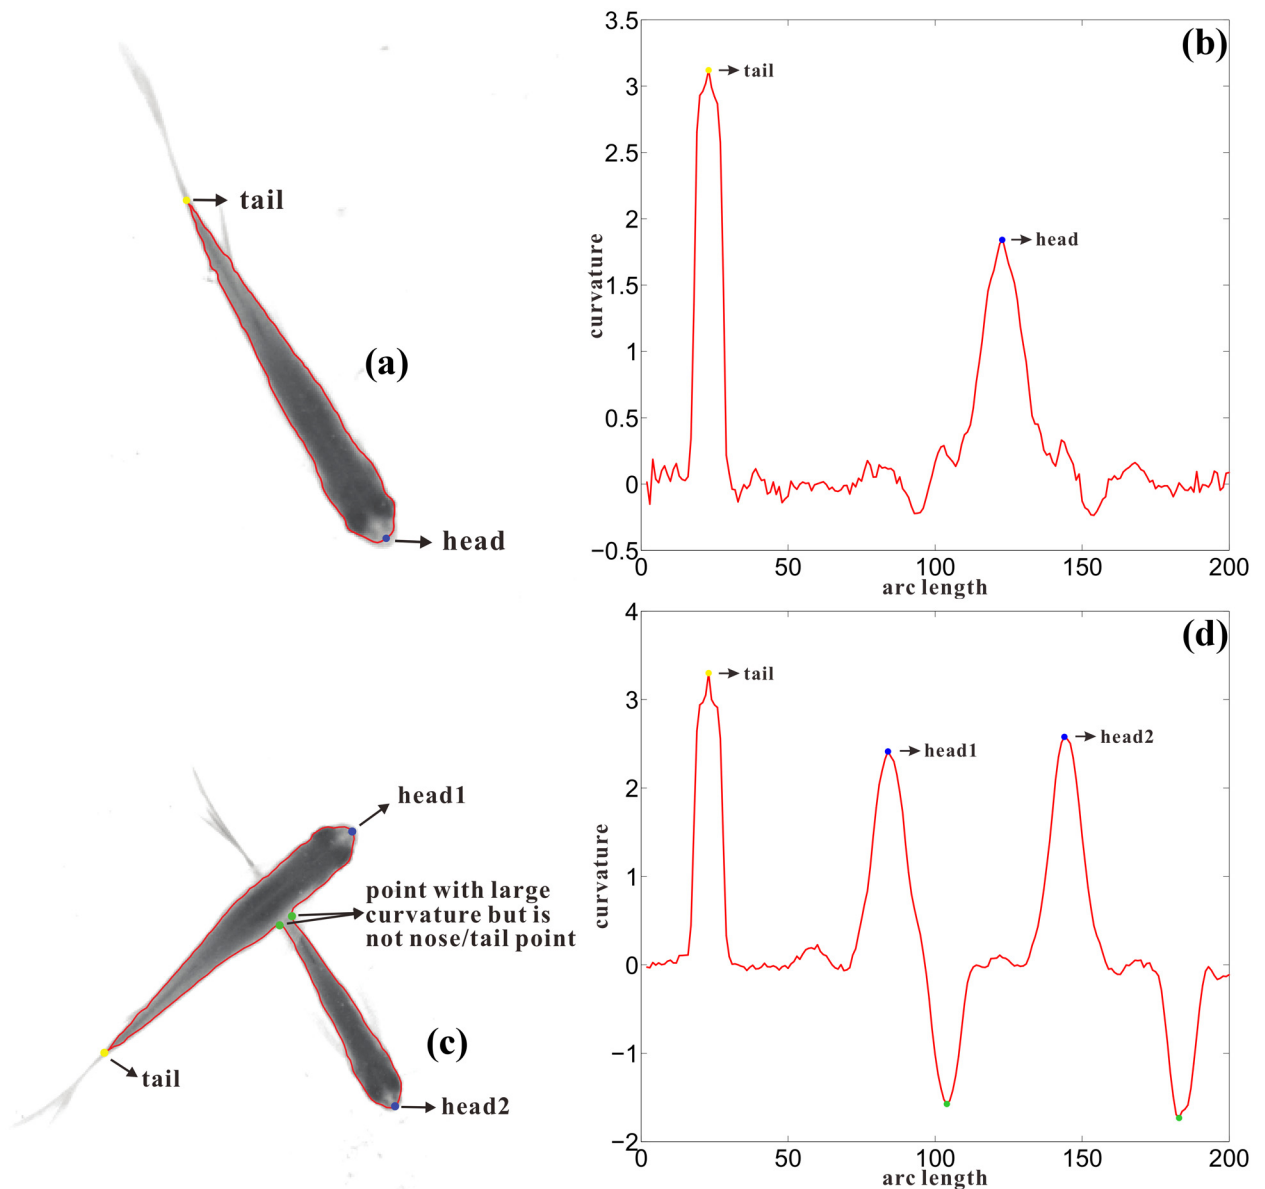 tail
(a)
head
(b)
3.5
3
2.5
2
1.5
1
0.5
0
−0.5
curvature
tail
head
0
50
100
150
200
arc length
head1
point with large
curvature but is
not nose/tail point
(c)
tail
head2
(d)
4
3
2
1
0
−1
−2
curvature
tail
head1
head2
0
50
100
150
200
arc length